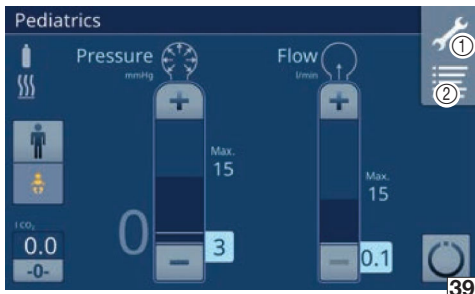 Pediatrics
Pressure
mmHg
Flow
l/min
1
2
+
+
Max.
15
Max.
15
l CO₂
0.0
-0-
0
3
0.1
−
−
39